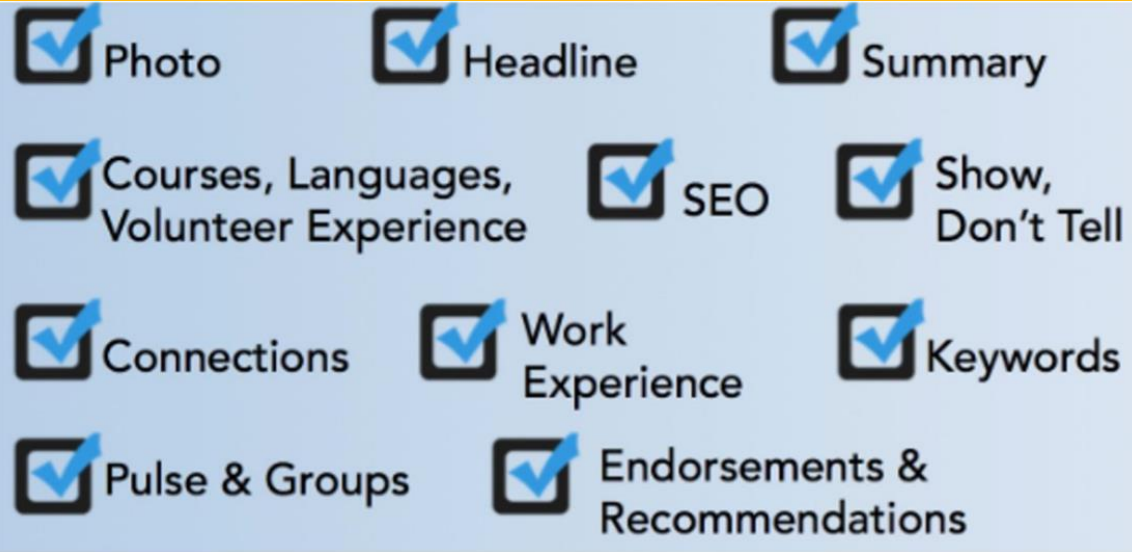 Photo
Headline
Summary
Courses, Languages,
Volunteer Experience
SEO
Show,
Don't Tell
Connections
Work
Experience
Keywords
Pulse & Groups
Endorsements &
Recommendations